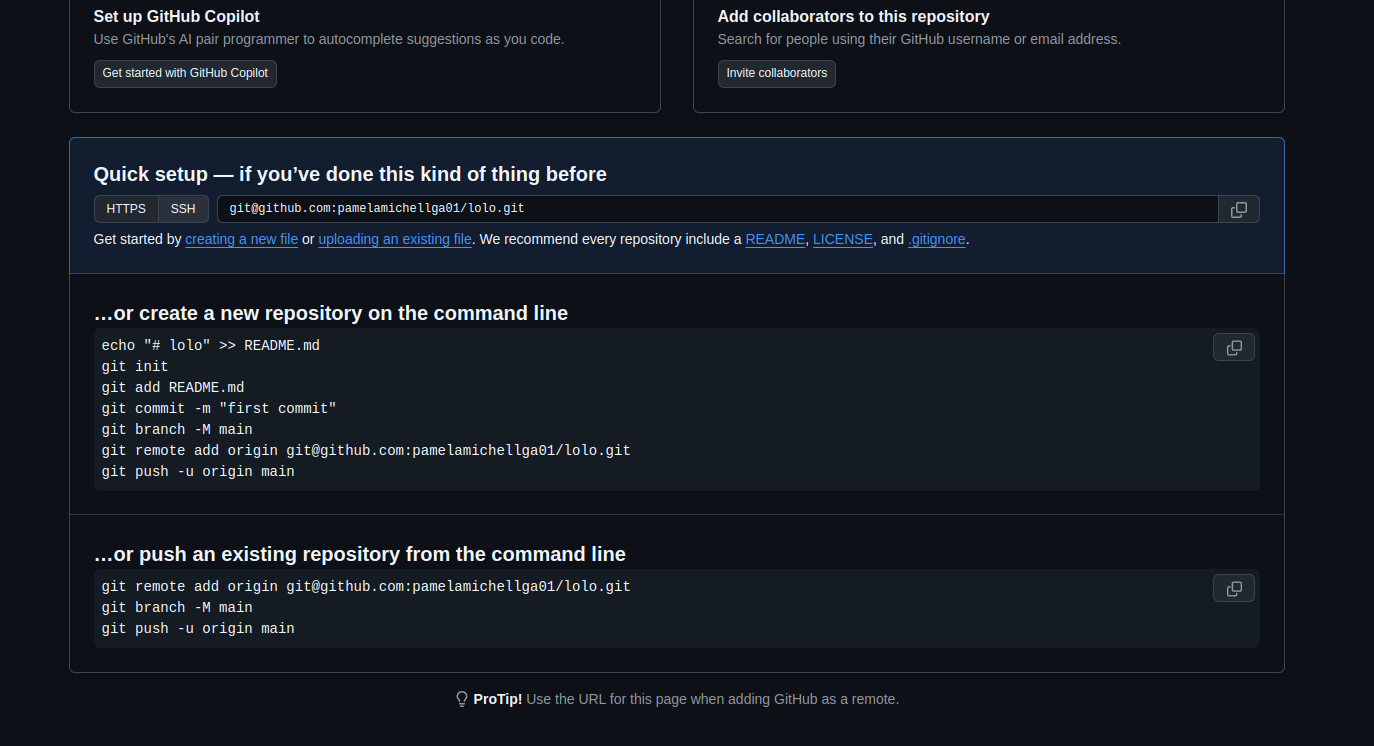 Set up GitHub Copilot
Use GitHub's AI pair programmer to autocomplete suggestions as you code.
Get started with GitHub Copilot
Add collaborators to this repository
Search for people using their GitHub username or email address.
Invite collaborators
Quick setup — if you’ve done this kind of thing before
HTTPS SSH git@github.com:pamelamichellga01/lolo.git
Get started by creating a new file or uploading an existing file. We recommend every repository include a README, LICENSE, and .gitignore.
…or create a new repository on the command line
echo "# lolo" >> README.md
git init
git add README.md
git commit -m "first commit"
git branch -M main
git remote add origin git@github.com:pamelamichellga01/lolo.git
git push -u origin main
…or push an existing repository from the command line
git remote add origin git@github.com:pamelamichellga01/lolo.git
git branch -M main
git push -u origin main
ProTip! Use the URL for this page when adding GitHub as a remote.